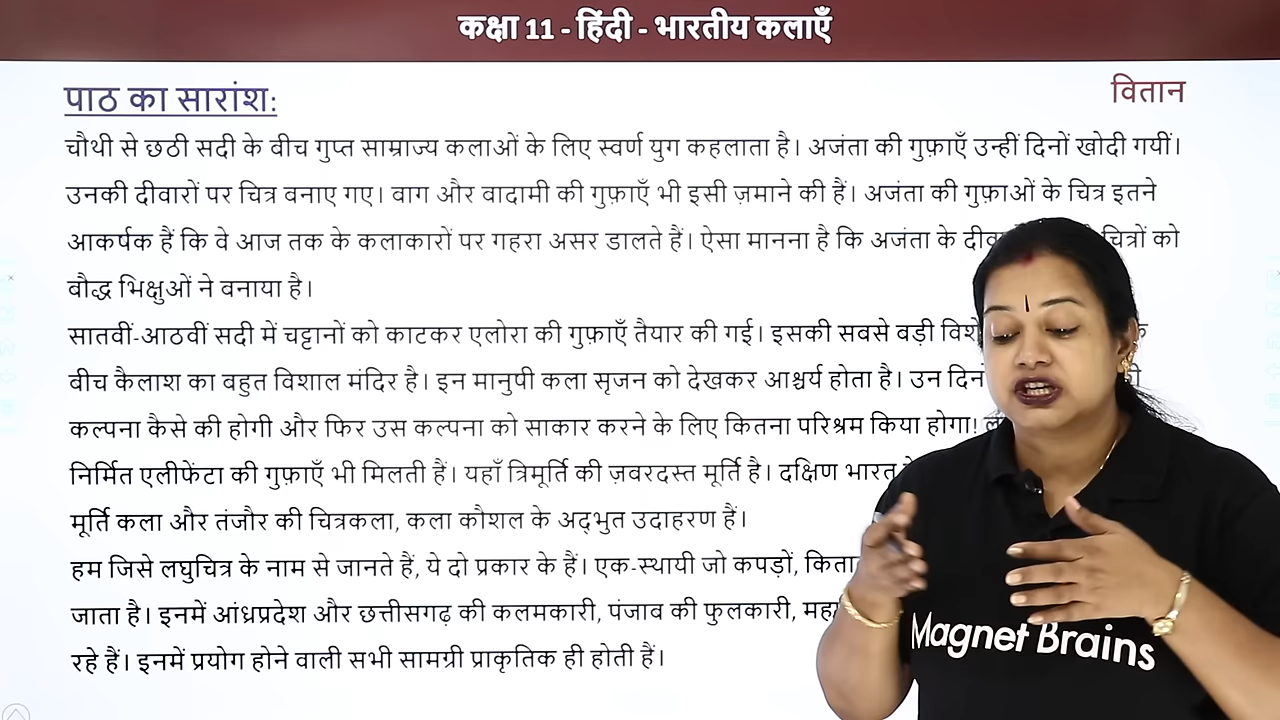 कक्षा 11 - हिंदी - भारतीय कलाएँ
पाठ का सारांश:
वितान
चौथी से छठी सदी के बीच गुप्त साम्राज्य कलाओं के लिए स्वर्ण युग कहलाता है। अजंता की गुफ़ाएँ उन्हीं दिनों खोदी गयीं।
उनकी दीवारों पर चित्र बनाए गए। बाग और बादामी की गुफ़ाएँ भी इसी ज़माने की हैं। अजंता की गुफ़ाओं के चित्र इतने
आकर्षक हैं कि वे आज तक के कलाकारों पर गहरा असर डालते हैं। ऐसा मानना है कि अजंता के चित्रों को
बौद्ध भिक्षुओं ने बनाया है।
सातवीं-आठवीं सदी में चट्टानों को काटकर एलोरा की गुफ़ाएँ तैयार की गई। इसकी सबसे बड़ी
बीच कैलाश का बहुत विशाल मंदिर है। इन मानुषी कला सृजन को देखकर आश्चर्य होता है। उन
कल्पना कैसे की होगी और फिर उस कल्पना को साकार करने के लिए कितना परिश्रम किया होगा!
निर्मित एलीफेंटा की गुफ़ाएँ भी मिलती हैं। यहाँ त्रिमूर्ति की ज़बरदस्त मूर्ति है। दक्षिण भारत
मूर्ति कला और तंजौर की चित्रकला, कला कौशल के अद्भुत उदाहरण हैं।
हम जिसे लघुचित्र के नाम से जानते हैं, ये दो प्रकार के हैं। एक-स्थायी जो कपड़ों,
जाता है। इनमें आंध्रप्रदेश और छत्तीसगढ़ की कलमकारी, पंजाब की फुलकारी,
रहे हैं। इनमें प्रयोग होने वाली सभी सामग्री प्राकृतिक ही होती हैं।
Magnet Brains